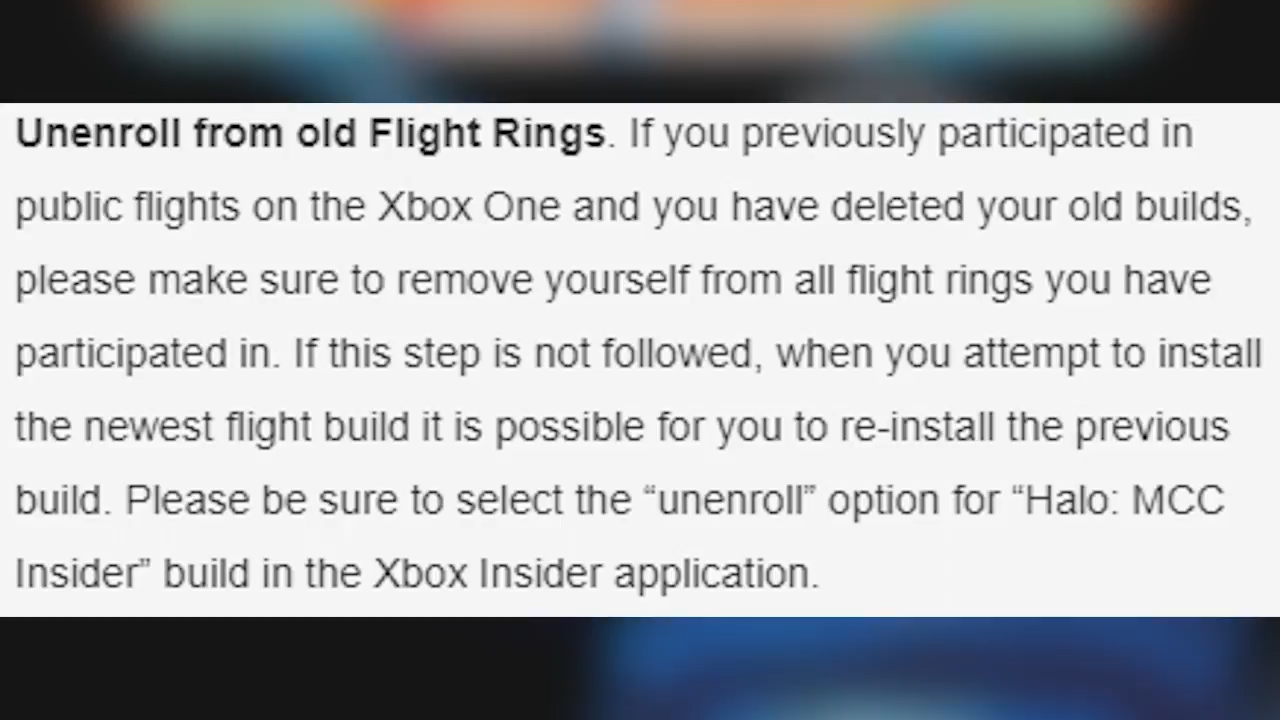 Unenroll from old Flight Rings. If you previously participated in
public flights on the Xbox One and you have deleted your old builds,
please make sure to remove yourself from all flight rings you have
participated in. If this step is not followed, when you attempt to install
the newest flight build it is possible for you to re-install the previous
build. Please be sure to select the “unenroll” option for “Halo: MCC
Insider” build in the Xbox Insider application.